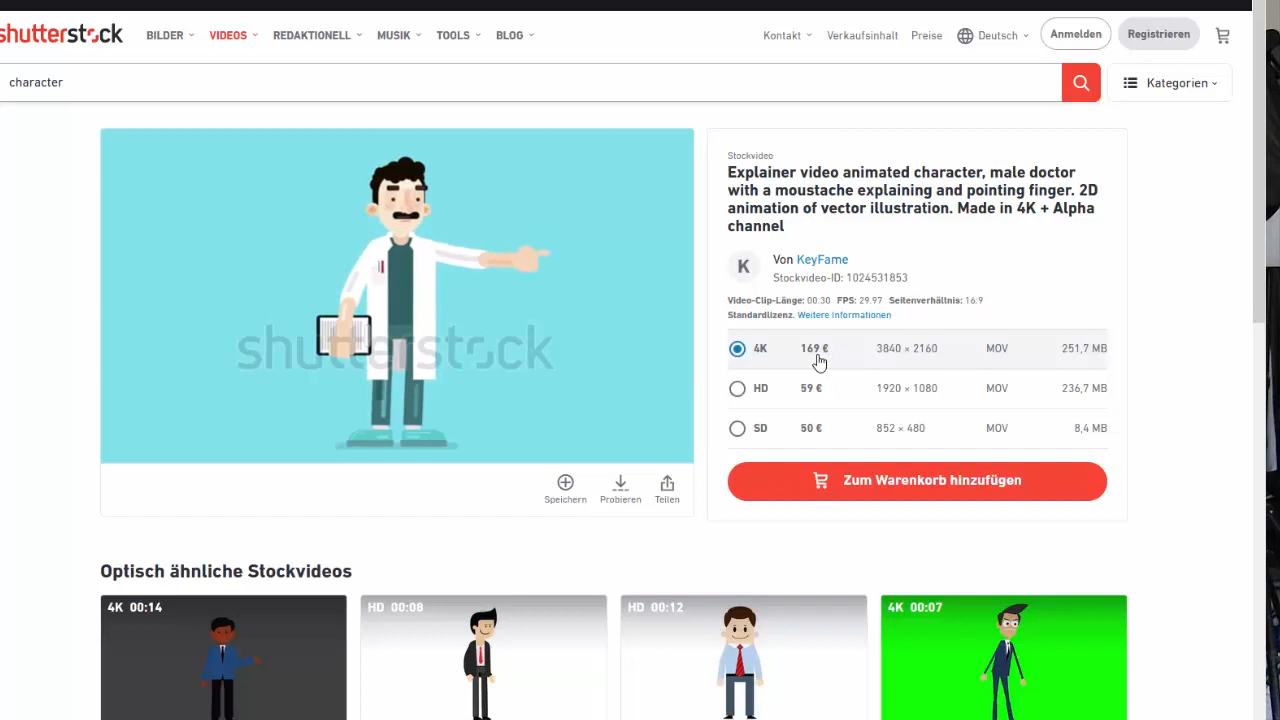 shutterstock
BILDER VIDEOS REDAKTIONELL MUSIK TOOLS BLOG Kontakt Verkaufsinhalt Preise Deutsch Anmelden Registrieren
character Kategorien
Stockvideo
Explainer video animated character, male doctor
with a moustache explaining and pointing finger. 2D
animation of vector illustration. Made in 4K + Alpha
channel
K
Von KeyFame
Stockvideo-ID: 1024531853
Video-Clip-Länge: 00:30 FPS: 29.97 Seitenverhältnis: 16:9
Standardlizenz. Weitere Informationen
4K 169 € 3840 × 2160 MOV 251,7 MB
HD 59 € 1920 × 1080 MOV 236,7 MB
SD 50 € 852 × 480 MOV 8,4 MB
Zum Warenkorb hinzufügen
shutterstock
Speichern Probieren Teilen
Optisch ähnliche Stockvideos
4K 00:14 HD 00:08 HD 00:12 4K 00:07